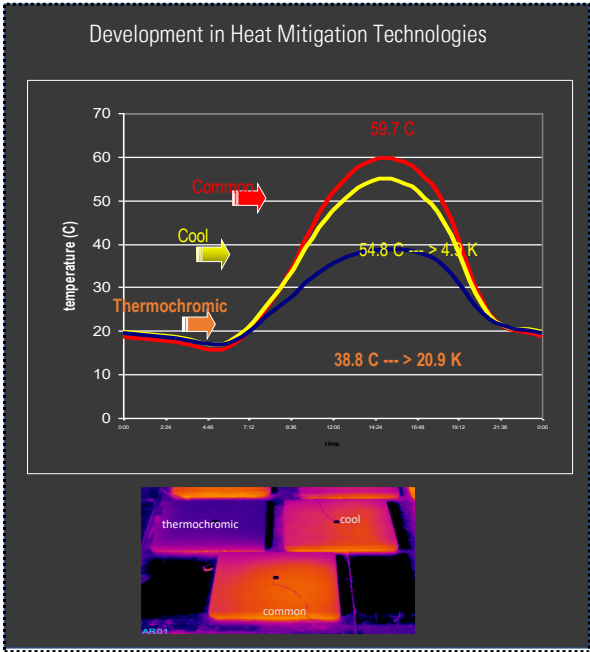 Development in Heat Mitigation Technologies
70
59.7 C
60
Common
50
Cool
54.8 C --- > 4.9 K
40
temperature (C)
30
Thermochromic
20
38.8 C --- > 20.9 K
10
0
0:00 2:24 4:48 7:12 9:36 12:00 14:24 16:48 19:12 21:36 0:00
time
thermochromic
cool
common
AR01